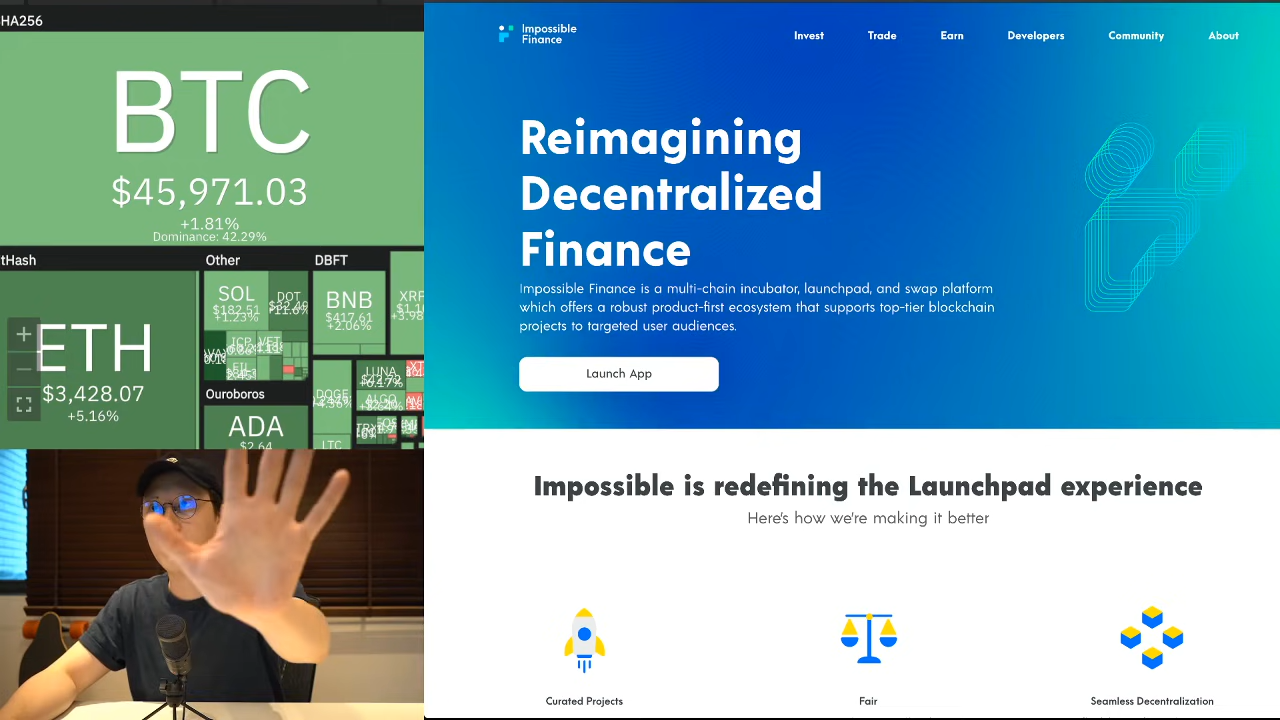 HA256
BTC
$45,971.03
+1.81%
Dominance: 42.29%
tHash
ETH
$3,428.07
+5.16%
Other
SOL
$182.51
+1.23%
DOT
DBFT
BNB
$417.61
+2.06%
XRP
Ouroboros
ADA
$2.64
DOGE
LTC
LUNA
ALGO
Impossible
Finance
Invest
Trade
Earn
Developers
Community
About
Reimagining
Decentralized
Finance
Impossible Finance is a multi-chain incubator, launchpad, and swap platform
which offers a robust product-first ecosystem that supports top-tier blockchain
projects to targeted user audiences.
Launch App
Impossible is redefining the Launchpad experience
Here's how we're making it better
Curated Projects
Fair
Seamless Decentralization